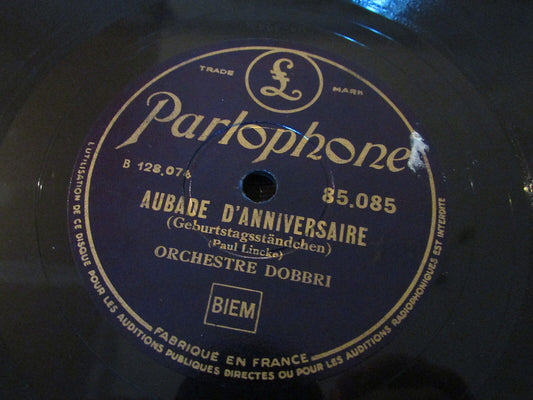 TRADE MARK
£
Parlophone
B 128.074
85.085
AUBADE D'ANNIVERSAIRE
(Geburtstagsständchen)
(Paul Lincke)
ORCHESTRE DOBBRI
BIEM
FABRIQUÉ EN FRANCE
L'UTILISATION DE CE DISQUE POUR LES AUDITIONS PUBLIQUES DIRECTES OU POUR LES AUDITIONS RADIOPHONIQUES EST INTERDITE